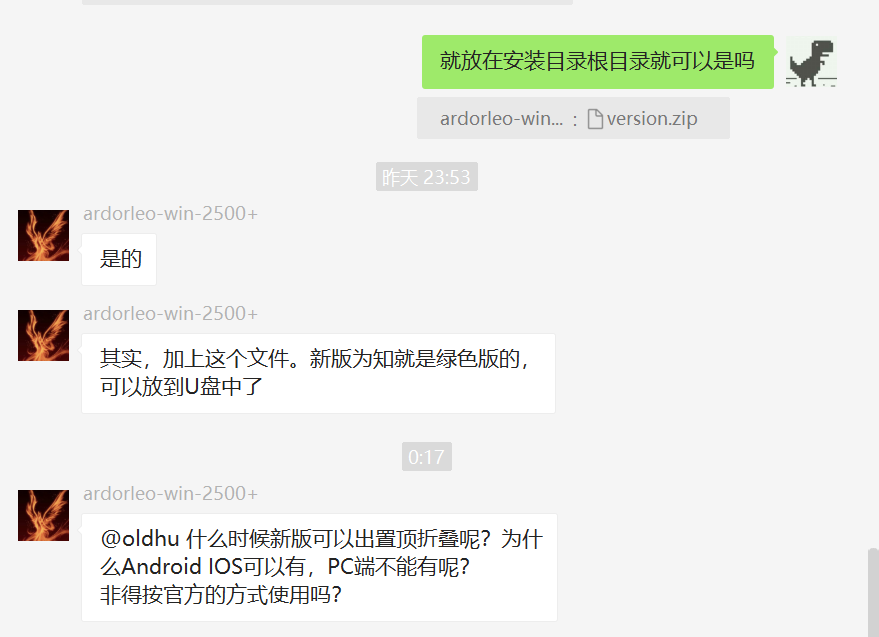 就放在安装目录根目录就可以是吗
ardorleo-win... : version.zip
昨天 23:53
ardorleo-win-2500+
是的
ardorleo-win-2500+
其实，加上这个文件。新版为知就是绿色版的，
可以放到U盘中了
0:17
ardorleo-win-2500+
@oldhu 什么时候新版可以出置顶折叠呢？为什
么Android IOS可以有，PC端不能有呢？
非得按官方的方式使用吗？